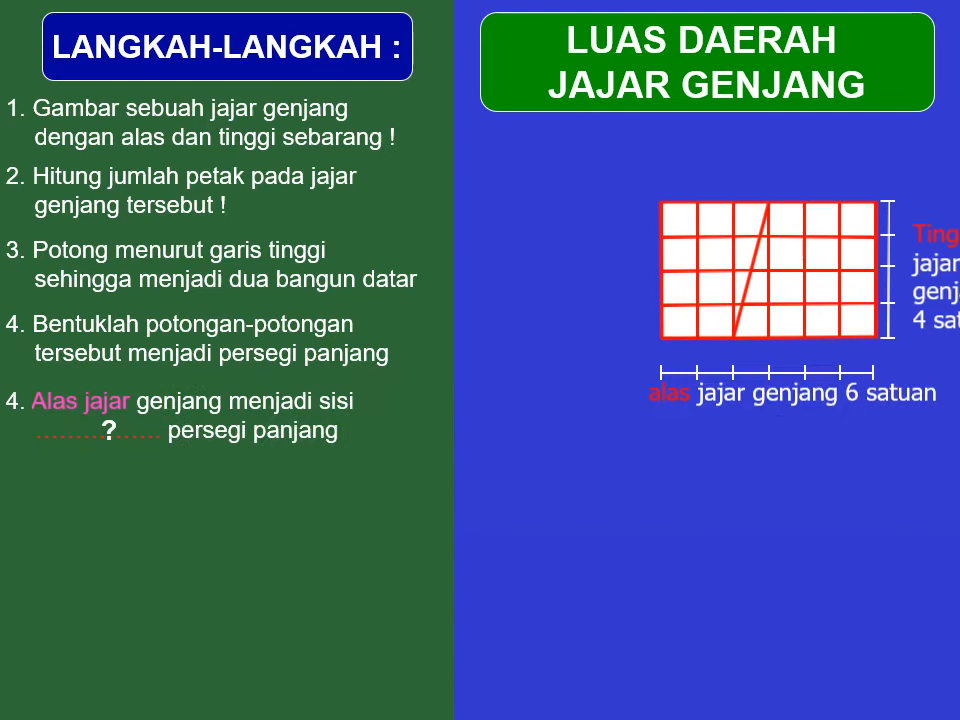 LANGKAH-LANGKAH :
1. Gambar sebuah jajar genjang
dengan alas dan tinggi sebarang !
2. Hitung jumlah petak pada jajar
genjang tersebut !
3. Potong menurut garis tinggi
sehingga menjadi dua bangun datar
4. Bentuklah potongan-potongan
tersebut menjadi persegi panjang
4. Alas jajar genjang menjadi sisi
.........?...... persegi panjang
LUAS DAERAH
JAJAR GENJANG
Ting
jajar
genja
4 sat
alas jajar genjang 6 satuan